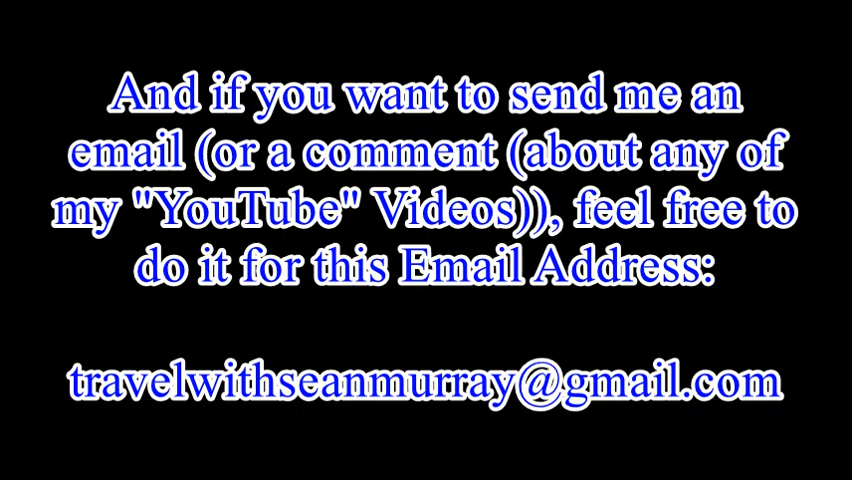 And if you want to send me an
email (or a comment (about any of
my "YouTube" Videos)), feel free to
do it for this Email Address:
travelwithseanmurray@gmail.com